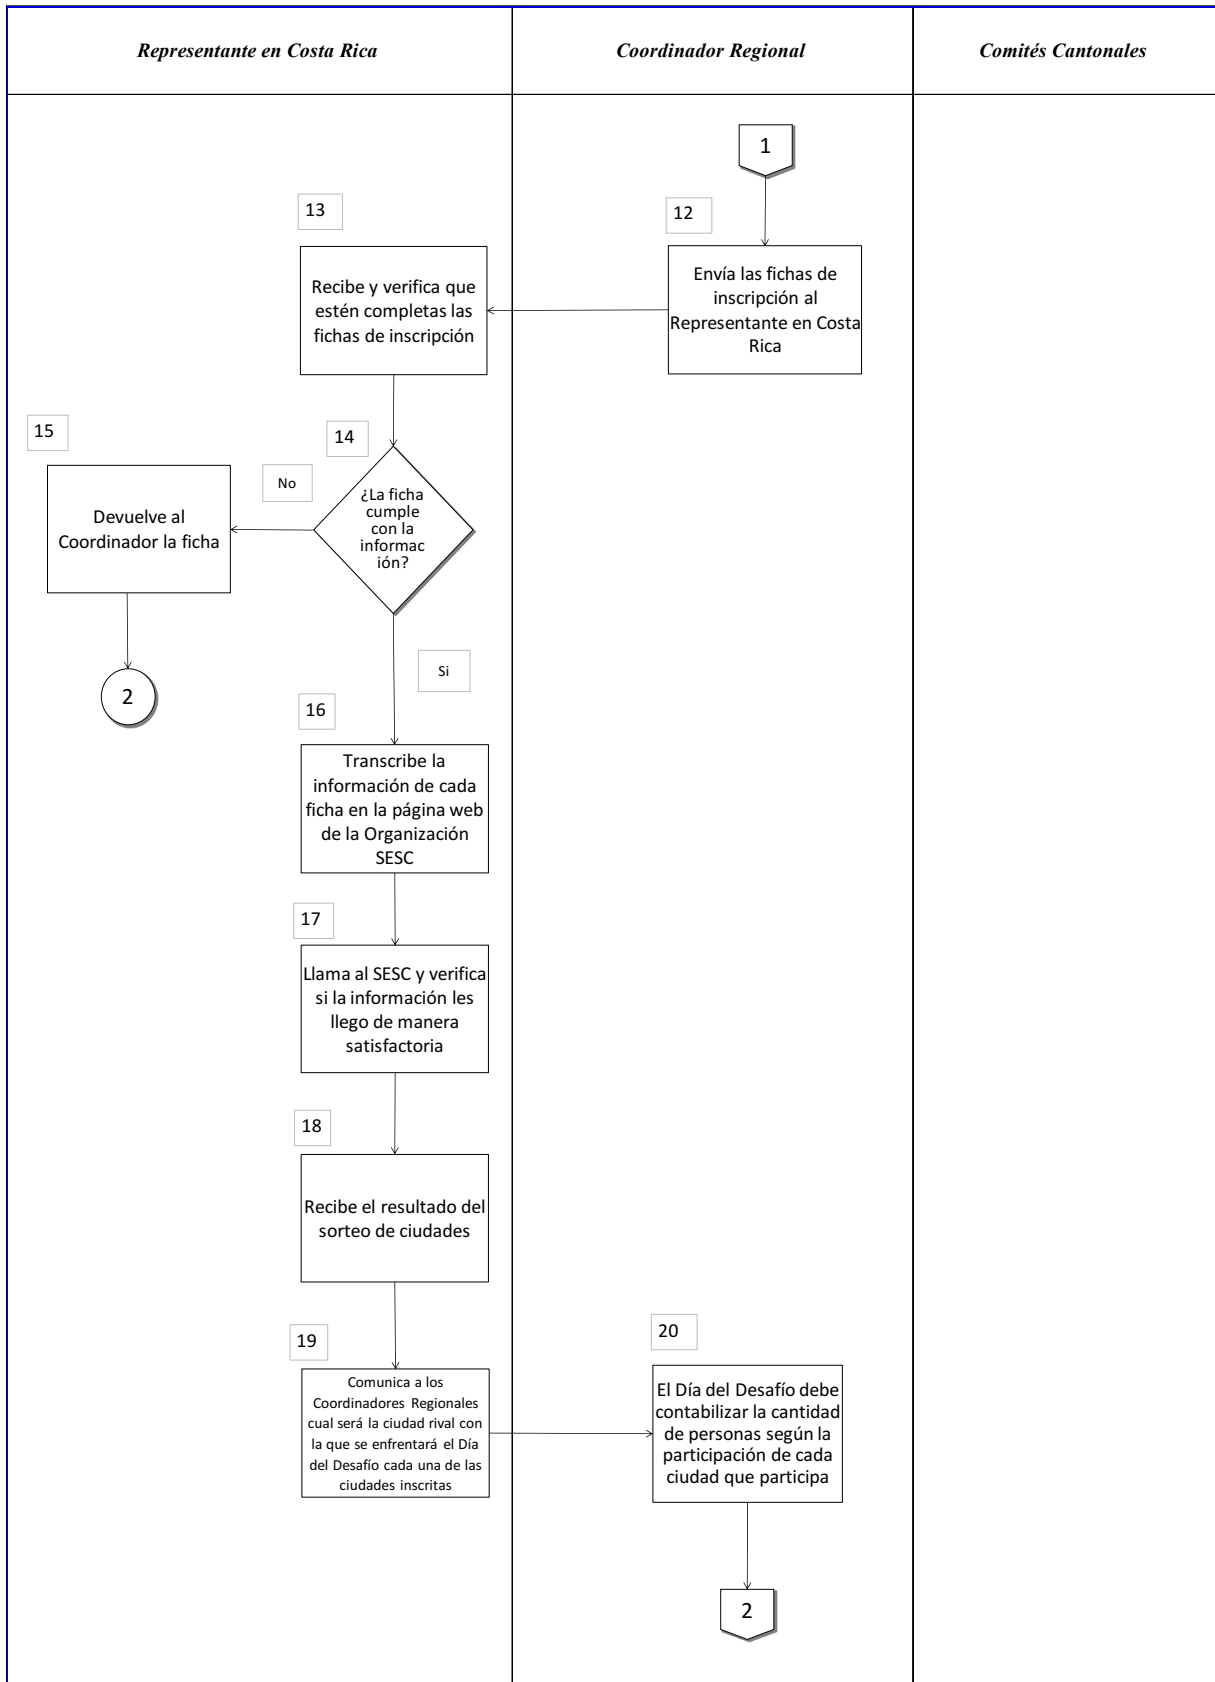 Representante en Costa Rica
Coordinador Regional
Comités Cantonales
1
12
Envía las fichas de
inscripción al
Representante en Costa
Rica
13
Recibe y verifica que
estén completas las
fichas de inscripción
14
¿La ficha
cumple
con la
informac
ión?
No
15
Devuelve al
Coordinador la ficha
2
Si
16
Transcribe la
información de cada
ficha en la página web
de la Organización
SESC
17
Llama al SESC y verifica
si la información les
llego de manera
satisfactoria
18
Recibe el resultado del
sorteo de ciudades
19
Comunica a los
Coordinadores Regionales
cual será la ciudad rival con
la que se enfrentará el Día
del Desafío cada una de las
ciudades inscritas
20
El Día del Desafío debe
contabilizar la cantidad
de personas según la
participación de cada
ciudad que participa
2